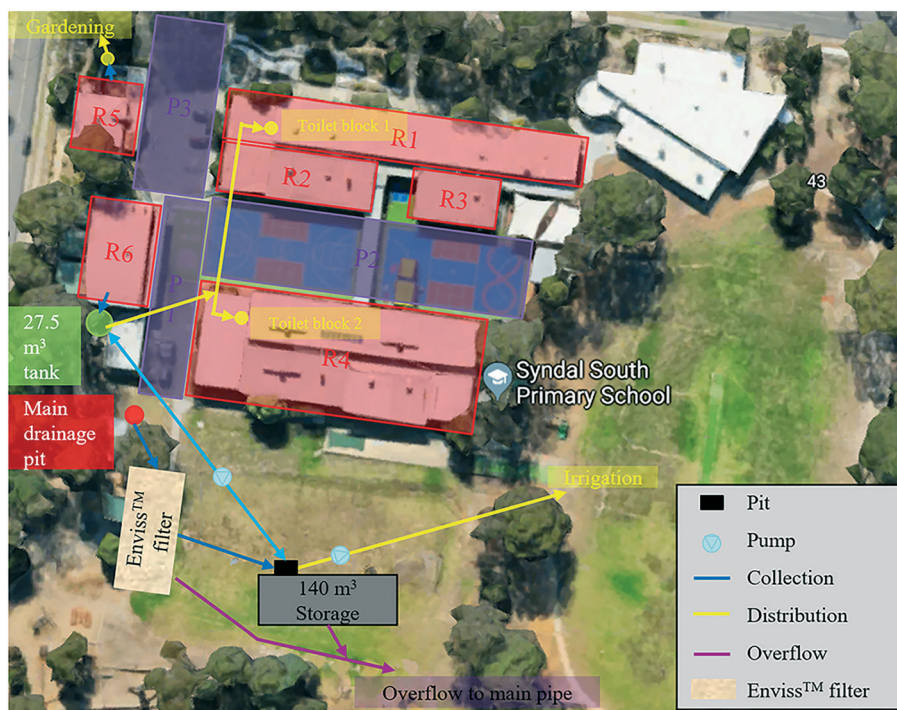 Gardening
P3
R5
Toilet block 1
R1
R2
R3
43
R6
P
P2
27.5
m³
tank
Toilet block 2
R4
Syndal South
Primary School
Main
drainage
pit
Enviss™
filter
Irrigation
140 m³
Storage
Overflow to main pipe
Pit
Pump
Collection
Distribution
Overflow
Enviss™ filter